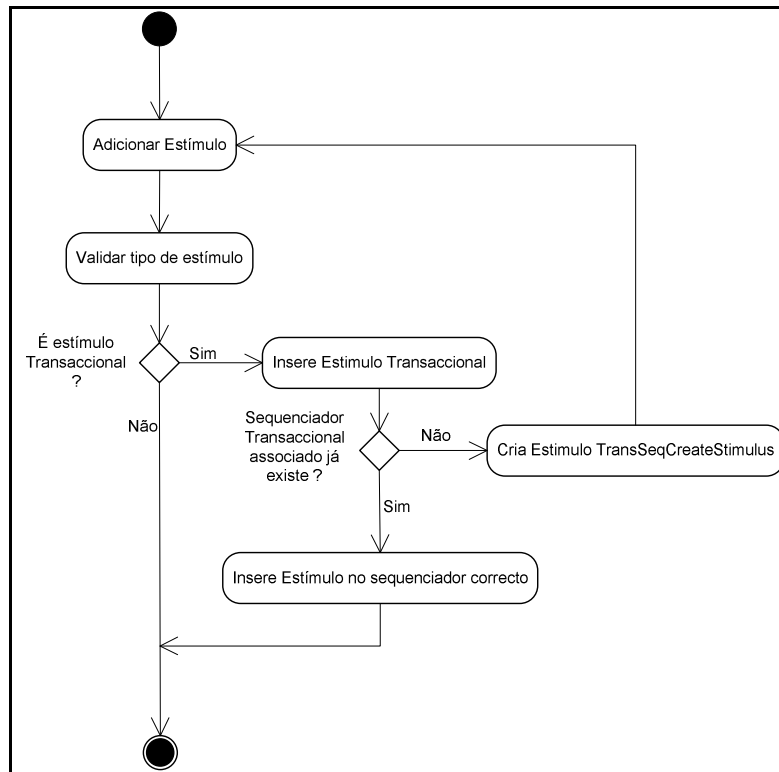 Adicionar Estímulo
Validar tipo de estímulo
É estímulo
Transaccional
?
Sim
Insere Estimulo Transaccional
Não
Sequenciador
Transaccional
associado já
existe ?
Não
Cria Estimulo TransSeqCreateStimulus
Sim
Insere Estímulo no sequenciador correcto